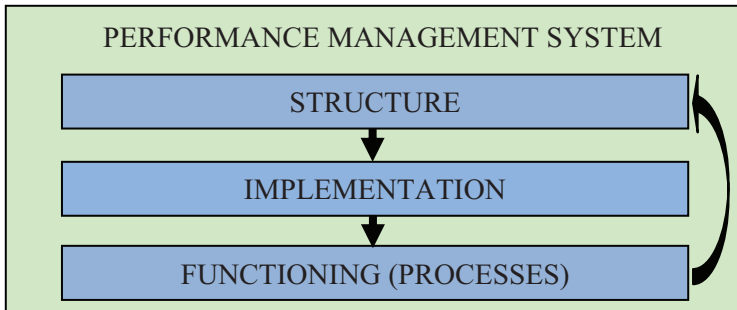 PERFORMANCE MANAGEMENT SYSTEM
STRUCTURE
IMPLEMENTATION
FUNCTIONING (PROCESSES)